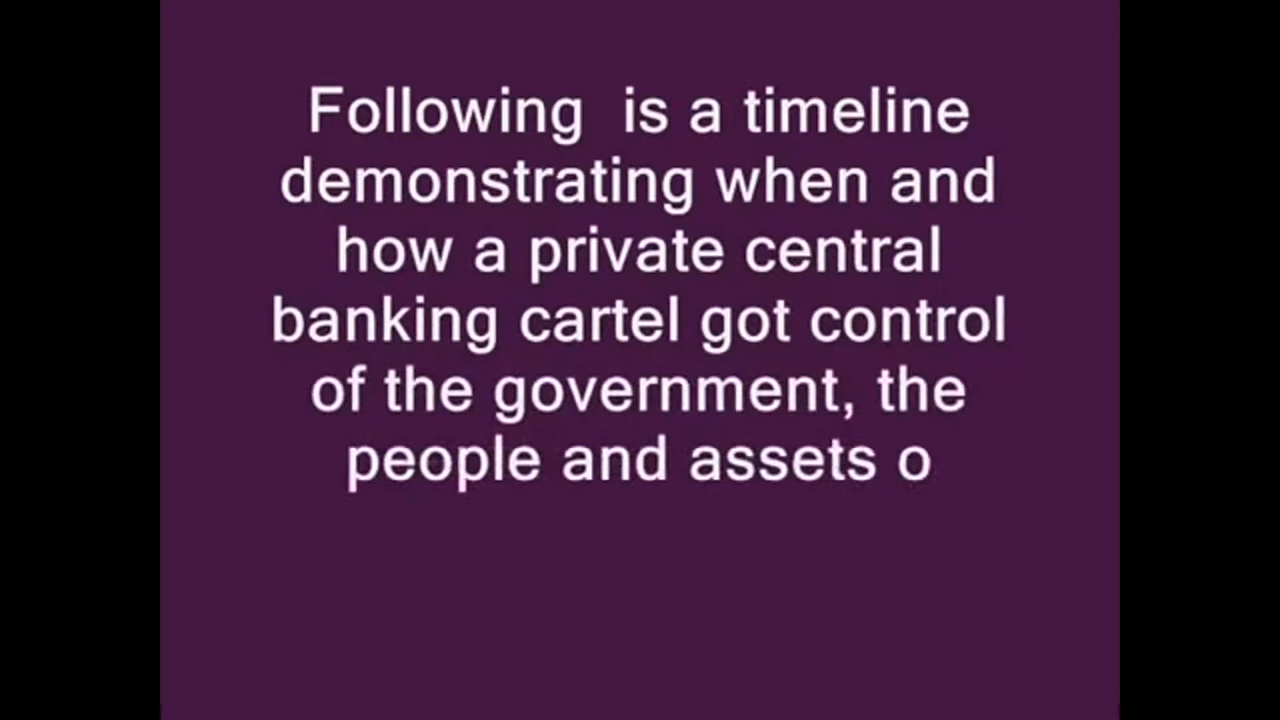 Following  is a timeline
demonstrating when and
how a private central
banking cartel got control
of the government, the
people and assets o